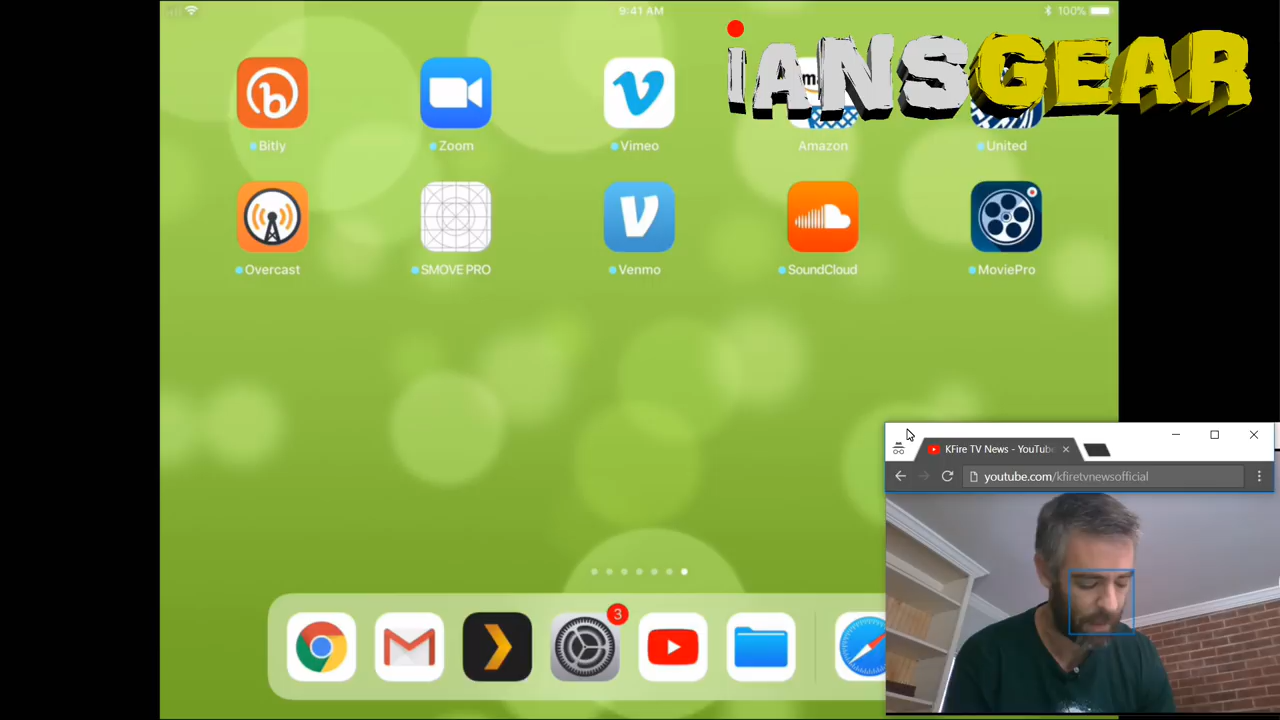 9:41 AM
100%
iANSGEAR
Bitly
Zoom
Vimeo
Amazon
United
Overcast
SMOVE PRO
Venmo
SoundCloud
MoviePro
KFire TV News - YouTube
youtube.com/kfiretvnewsofficial
3